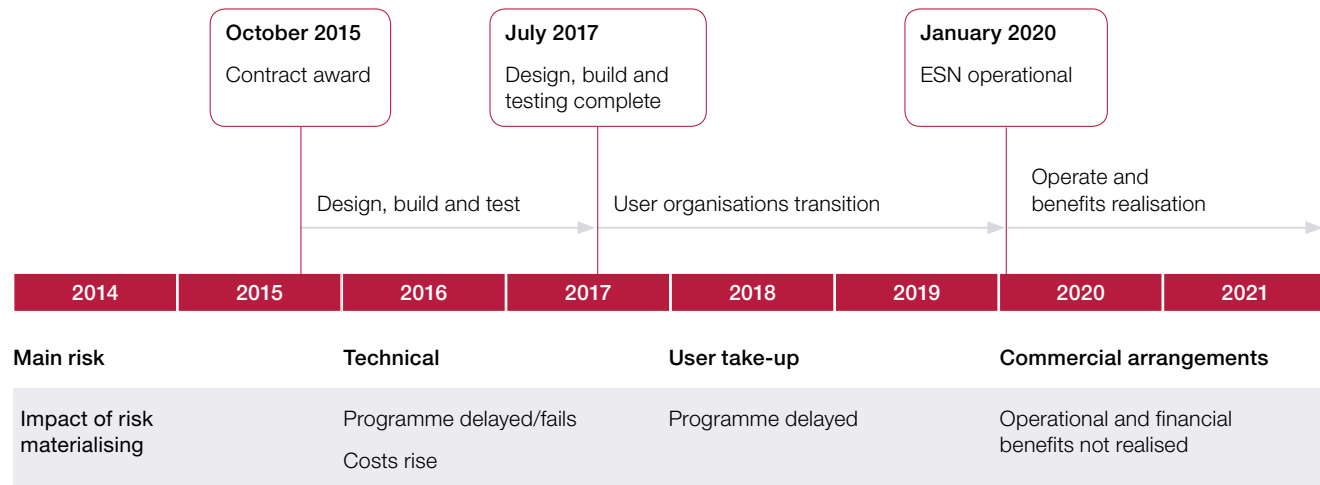 October 2015
Contract award
July 2017
Design, build and
testing complete
January 2020
ESN operational
Design, build and test
User organisations transition
Operate and
benefits realisation
2014
2015
2016
2017
2018
2019
2020
2021
Main risk
Technical
User take-up
Commercial arrangements
Impact of risk
materialising
Programme delayed/fails
Costs rise
Programme delayed
Operational and financial
benefits not realised